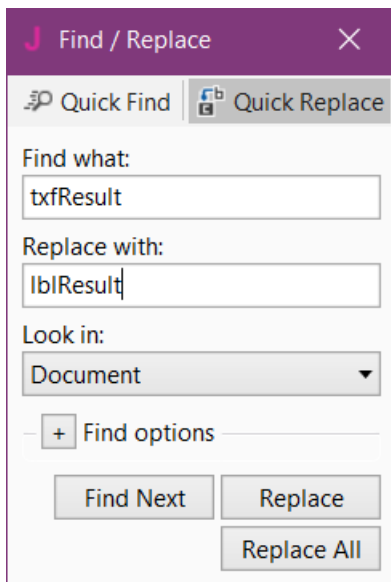 J Find / Replace
Quick Find Quick Replace
Find what:
txfResult
Replace with:
lblResult
Look in:
Document
+ Find options
Find Next Replace
Replace All